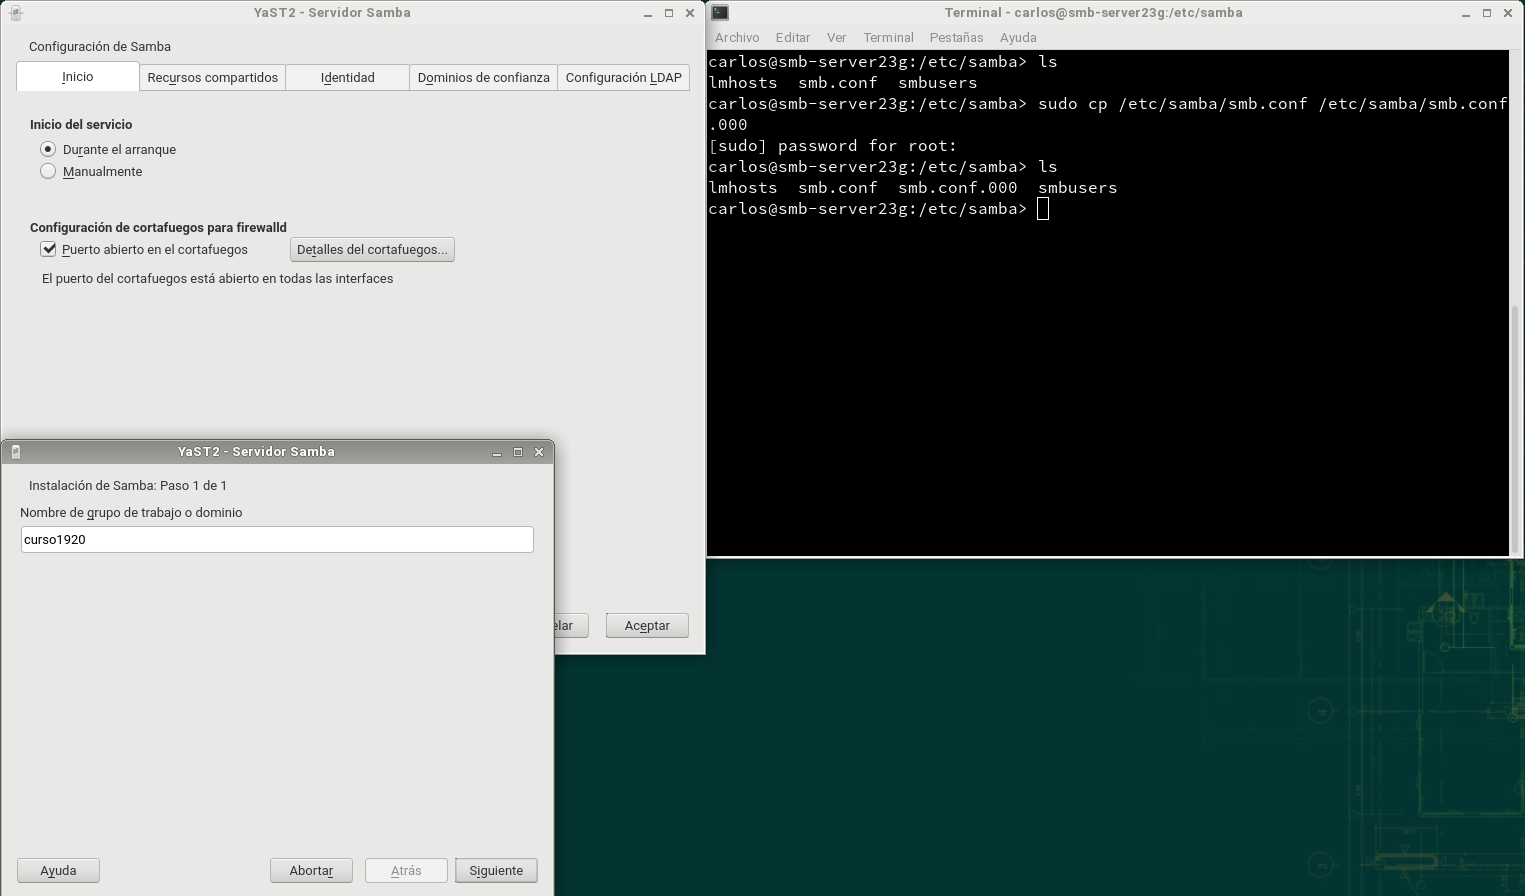 YaST2 - Servidor Samba
Configuración de Samba
Inicio
Recursos compartidos
Identidad
Dominios de confianza
Configuración LDAP
Inicio del servicio
Durante el arranque
Manualmente
Configuración de cortafuegos para firewalld
Puerto abierto en el cortafuegos
Detalles del cortafuegos...
El puerto del cortafuegos está abierto en todas las interfaces
Aceptar
YaST2 - Servidor Samba
Instalación de Samba: Paso 1 de 1
Nombre de grupo de trabajo o dominio
curso1920
Ayuda
Abortar
Atrás
Siguiente
Terminal - carlos@smb-server23g:/etc/samba
Archivo Editar Ver Terminal Pestañas Ayuda
carlos@smb-server23g:/etc/samba> ls
lmhosts  smb.conf  smbusers
carlos@smb-server23g:/etc/samba> sudo cp /etc/samba/smb.conf /etc/samba/smb.conf
.000
[sudo] password for root:
carlos@smb-server23g:/etc/samba> ls
lmhosts  smb.conf  smb.conf.000  smbusers
carlos@smb-server23g:/etc/samba>